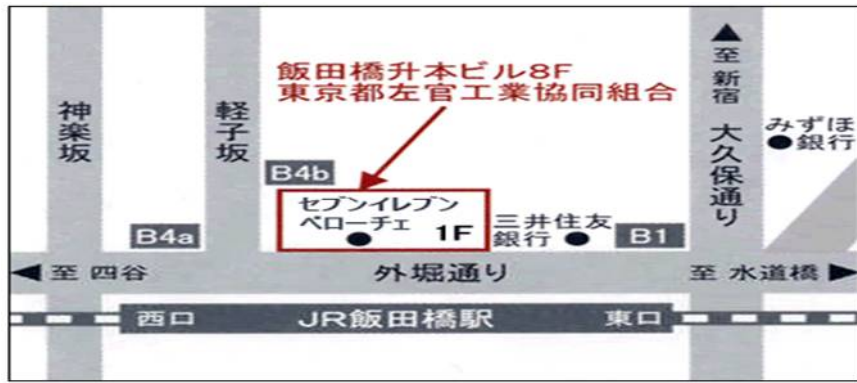 飯田橋升本ビル8F
東京都左官工業協同組合
▲
至新宿
神楽坂
軽子坂
大久保通り
みずほ
●銀行
B4b
セブンイレブン
ベローチェ
● 1F
三井住友
銀行 ●
B4a
B1
◀至 四谷
外堀通り
至 水道橋▶
西口
JR飯田橋駅
東口